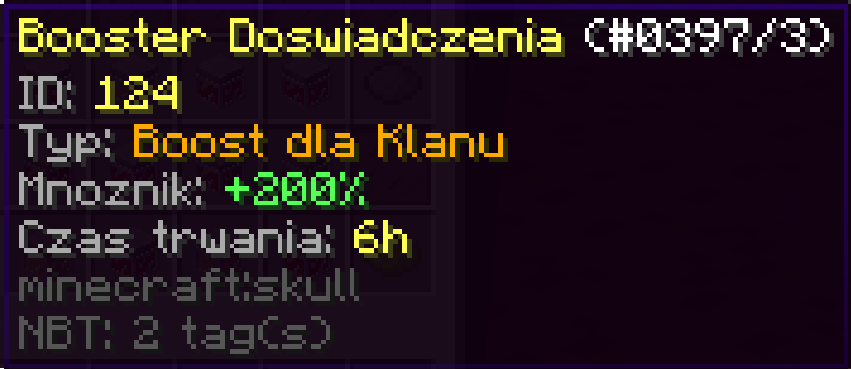 Booster Doswiadczenia (#0397/3)
ID: 124
Typ: Boost dla Klanu
Mnoznik: +200%
Czas trwania: 6h
minecraft:skull
NBT: 2 tag(s)